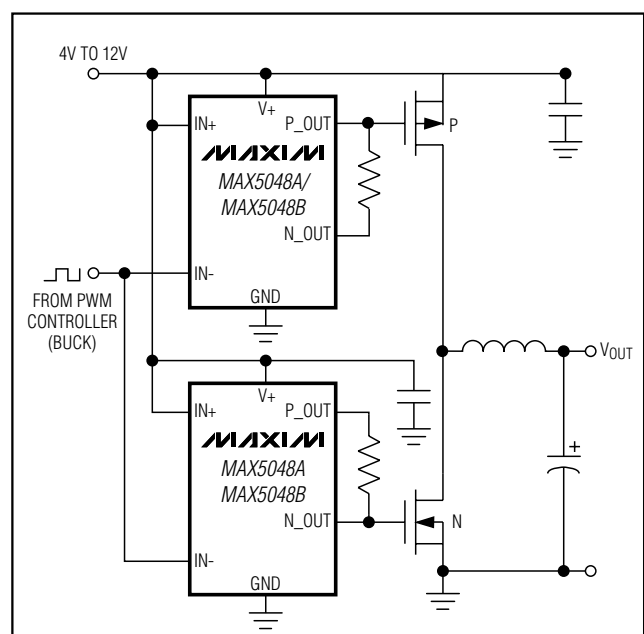 4V TO 12V
V+
IN+
P_OUT
P
MAXIM
MAX5048A/
MAX5048B
N_OUT
IN-
FROM PWM
CONTROLLER
(BUCK)
GND
VOUT
V+
IN+
P_OUT
MAXIM
MAX5048A
MAX5048B
+
N_OUT
N
IN-
GND